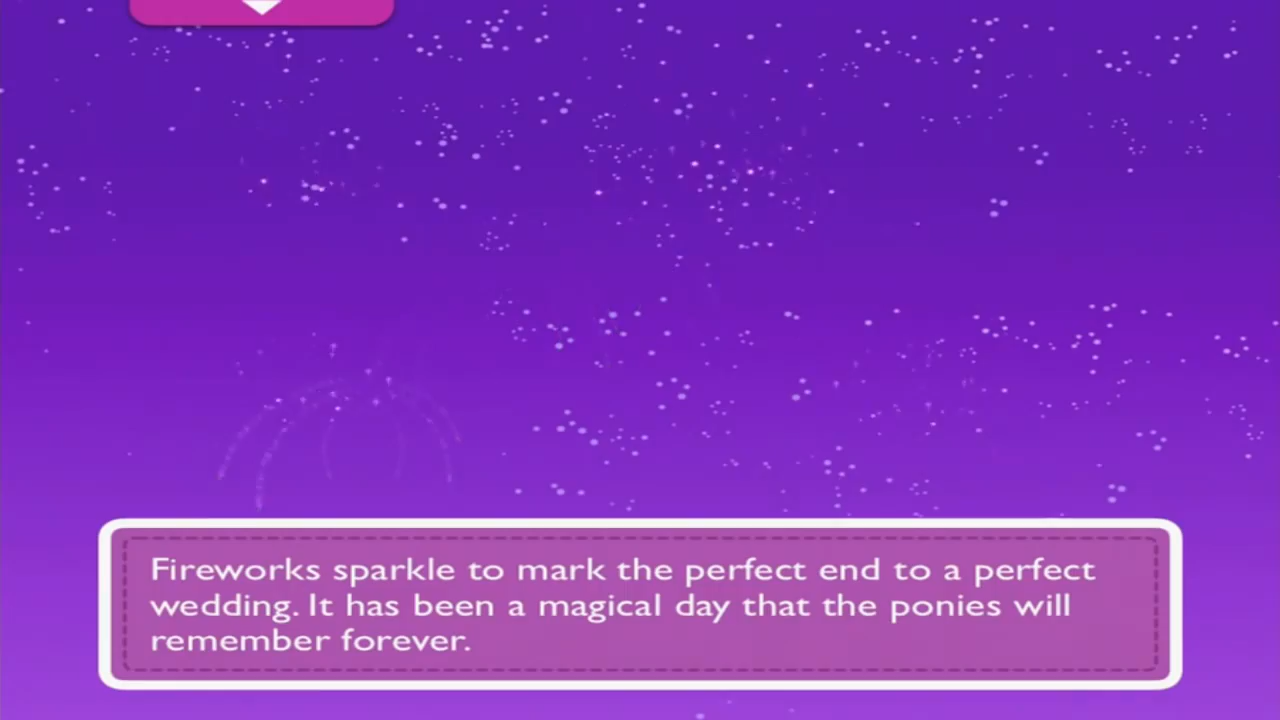 Fireworks sparkle to mark the perfect end to a perfect
wedding. It has been a magical day that the ponies will
remember forever.